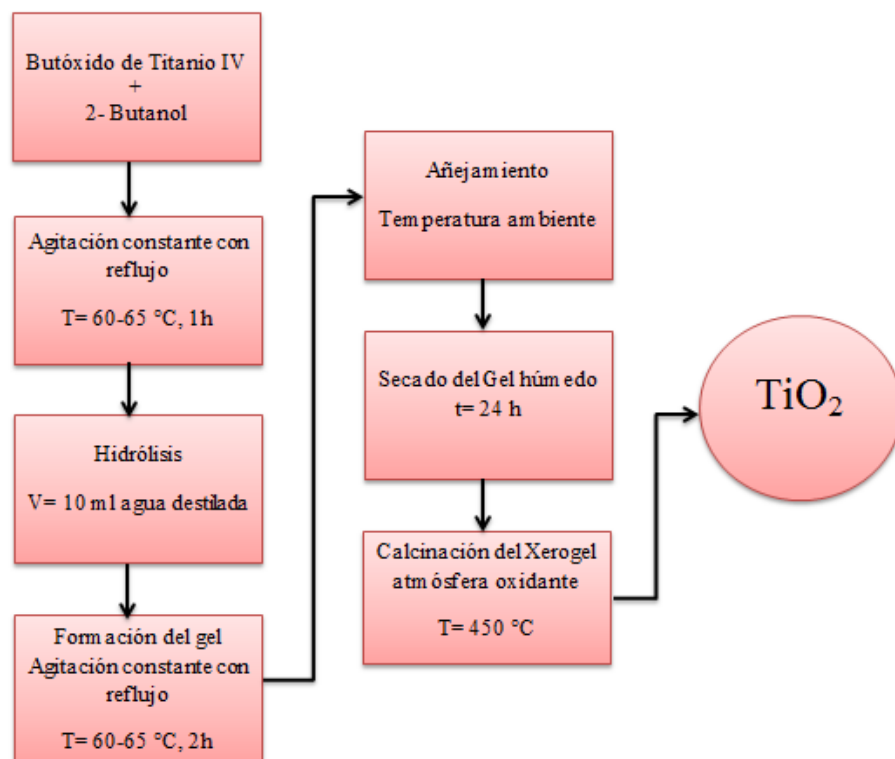 Butóxido de Titanio IV
+
2- Butanol
Agitación constante con
reflujo
T= 60-65 °C, 1h
Hidrólisis
V= 10 ml agua destilada
Formación del gel
Agitación constante con
reflujo
T= 60-65 °C, 2h
Añejamiento
Temperatura ambiente
Secado del Gel húmedo
t= 24 h
Calcinación del Xerogel
atmósfera oxidante
T= 450 °C
TiO₂